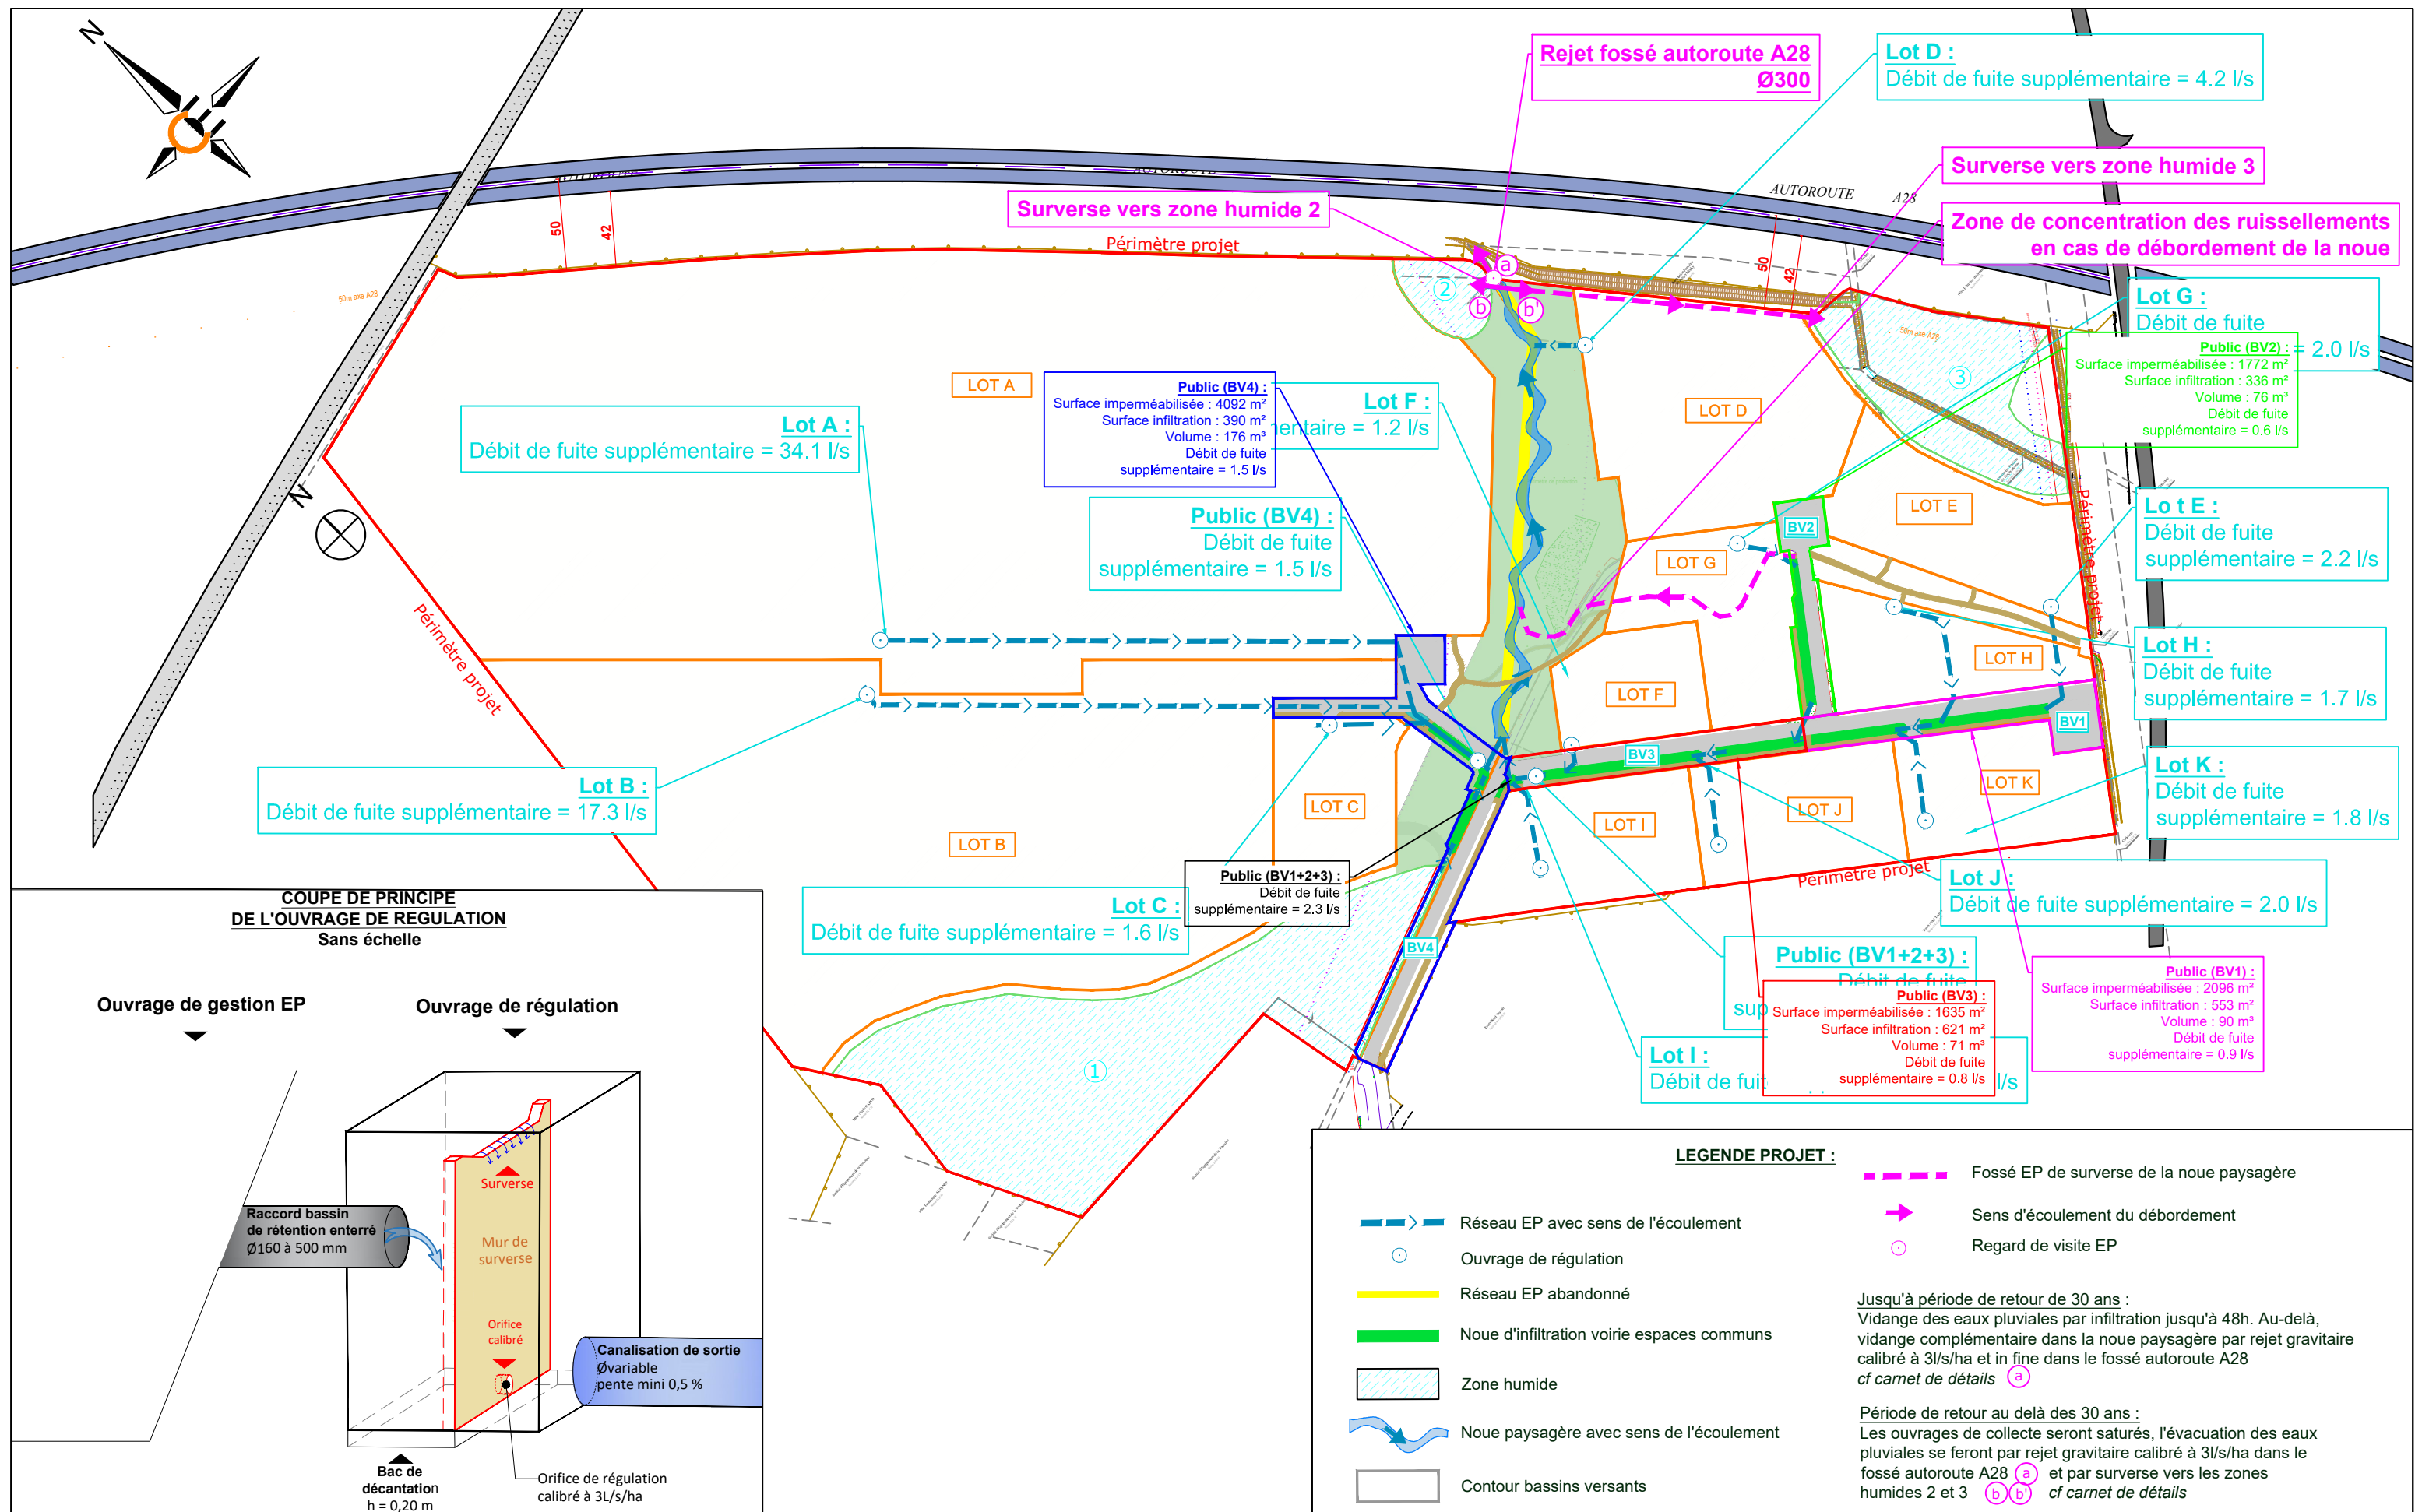 N
Rejet fossé autoroute A28
Ø300
Lot D :
Débit de fuite supplémentaire = 4.2 l/s
Surverse vers zone humide 3
Surverse vers zone humide 2
Zone de concentration des ruissellements
en cas de débordement de la noue
AUTOROUTE
AUTOROUTE
AUTOROUTE A28
50
42
50
42
Périmètre projet
50m axe A28
50m axe A28
a
b
b'
2
3
Lot G :
Débit de fuite
= 2.0 l/s
Public (BV2) :
Surface imperméabilisée : 1772 m²
Surface infiltration : 336 m²
Volume : 76 m³
Débit de fuite
supplémentaire = 0.6 l/s
LOT A
Public (BV4) :
Surface imperméabilisée : 4092 m²
Surface infiltration : 390 m²
Volume : 176 m³
Débit de fuite
supplémentaire = 1.5 l/s
Lot F :
entaire = 1.2 l/s
LOT D
Lot A :
Débit de fuite supplémentaire = 34.1 l/s
N
Public (BV4) :
Débit de fuite
supplémentaire = 1.5 l/s
LOT E
BV2
LOT G
Lo t E :
Débit de fuite
supplémentaire = 2.2 l/s
Périmètre projet
Périmètre projet
LOT H
Lot H :
Débit de fuite
supplémentaire = 1.7 l/s
LOT F
BV1
BV3
Lot B :
Débit de fuite supplémentaire = 17.3 l/s
LOT C
LOT I
LOT J
LOT K
Lot K :
Débit de fuite
supplémentaire = 1.8 l/s
LOT B
Périmètre projet
Public (BV1+2+3) :
Débit de fuite
supplémentaire = 2.3 l/s
Lot C :
Débit de fuite supplémentaire = 1.6 l/s
Lot J :
Débit de fuite supplémentaire = 2.0 l/s
BV4
Public (BV1+2+3) :
Débit de fuite
sup
Public (BV3) :
Surface imperméabilisée : 1635 m²
Surface infiltration : 621 m²
Volume : 71 m³
Débit de fuite
supplémentaire = 0.8 l/s
Public (BV1) :
Surface imperméabilisée : 2096 m²
Surface infiltration : 553 m²
Volume : 90 m³
Débit de fuite
supplémentaire = 0.9 l/s
Lot I :
Débit de fuit l/s
1
COUPE DE PRINCIPE
DE L'OUVRAGE DE REGULATION
Sans échelle
Ouvrage de gestion EP
Ouvrage de régulation
Surverse
Raccord bassin
de rétention enterré
Ø160 à 500 mm
Mur de
surverse
Orifice
calibré
Canalisation de sortie
Øvariable
pente mini 0,5 %
Bac de
décantation
h = 0,20 m
Orifice de régulation
calibré à 3L/s/ha
LEGENDE PROJET :
Réseau EP avec sens de l'écoulement
Ouvrage de régulation
Réseau EP abandonné
Noue d'infiltration voirie espaces communs
Zone humide
Noue paysagère avec sens de l'écoulement
Contour bassins versants
Fossé EP de surverse de la noue paysagère
Sens d'écoulement du débordement
Regard de visite EP
Jusqu'à période de retour de 30 ans :
Vidange des eaux pluviales par infiltration jusqu'à 48h. Au-delà,
vidange complémentaire dans la noue paysagère par rejet gravitaire
calibré à 3l/s/ha et in fine dans le fossé autoroute A28
cf carnet de détails a
Période de retour au delà des 30 ans :
Les ouvrages de collecte seront saturés, l'évacuation des eaux
pluviales se feront par rejet gravitaire calibré à 3l/s/ha dans le
fossé autoroute A28 a et par surverse vers les zones
humides 2 et 3 b b' cf carnet de détails